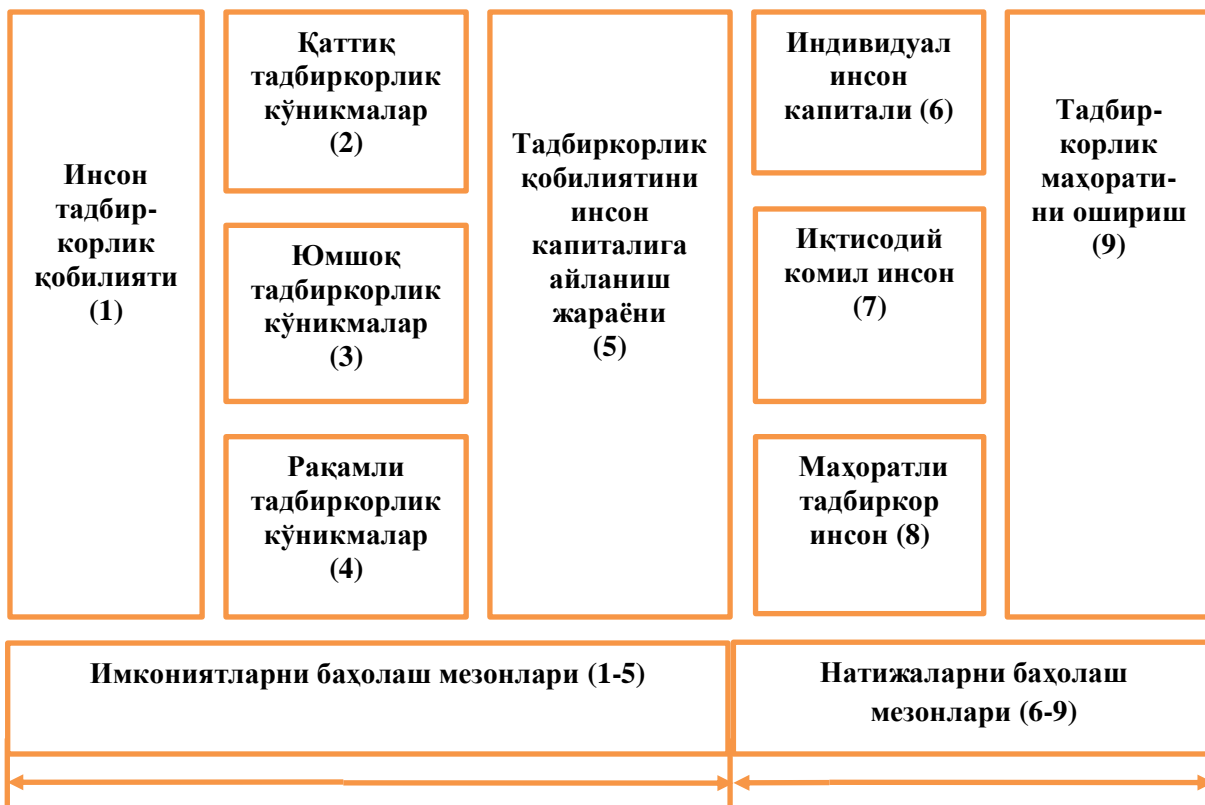 Инсон
тадбир-
корлик
қобилияти
(1)
Қаттиқ
тадбиркорлик
кўникмалар
(2)
Юмшоқ
тадбиркорлик
кўникмалар
(3)
Рақамли
тадбиркорлик
кўникмалар
(4)
Тадбиркорлик
қобилиятини
инсон
капиталига
айланиш
жараёни
(5)
Индивидуал
инсон
капитали (6)
Иқтисодий
комил инсон
(7)
Маҳоратли
тадбиркор
инсон (8)
Тадбир-
корлик
маҳорати-
ни ошириш
(9)
Имкониятларни баҳолаш мезонлари (1-5)
Натижаларни баҳолаш
мезонлари (6-9)